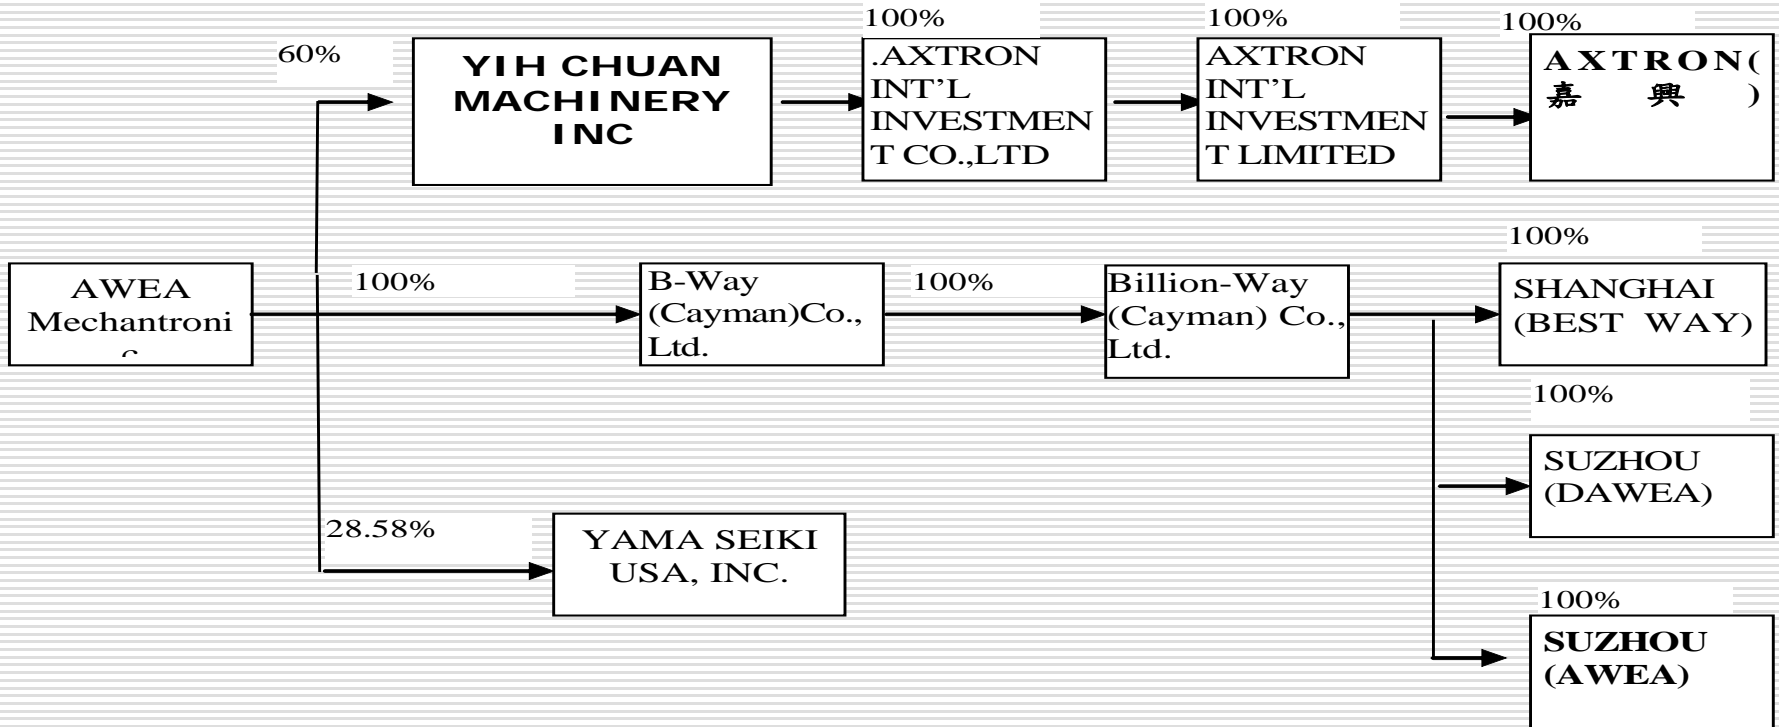 60%
YIH CHUAN
MACHINERY
INC
100%
.AXTRON
INT’L
INVESTMEN
T CO.,LTD
100%
AXTRON
INT’L
INVESTMEN
T LIMITED
100%
AXTRON(
嘉 興 )
AWEA
Mechantroni
c
100%
B-Way
(Cayman)Co.,
Ltd.
100%
Billion-Way
(Cayman) Co.,
Ltd.
100%
SHANGHAI
(BEST WAY)
100%
SUZHOU
(DAWEA)
28.58%
YAMA SEIKI
USA, INC.
100%
SUZHOU
(AWEA)